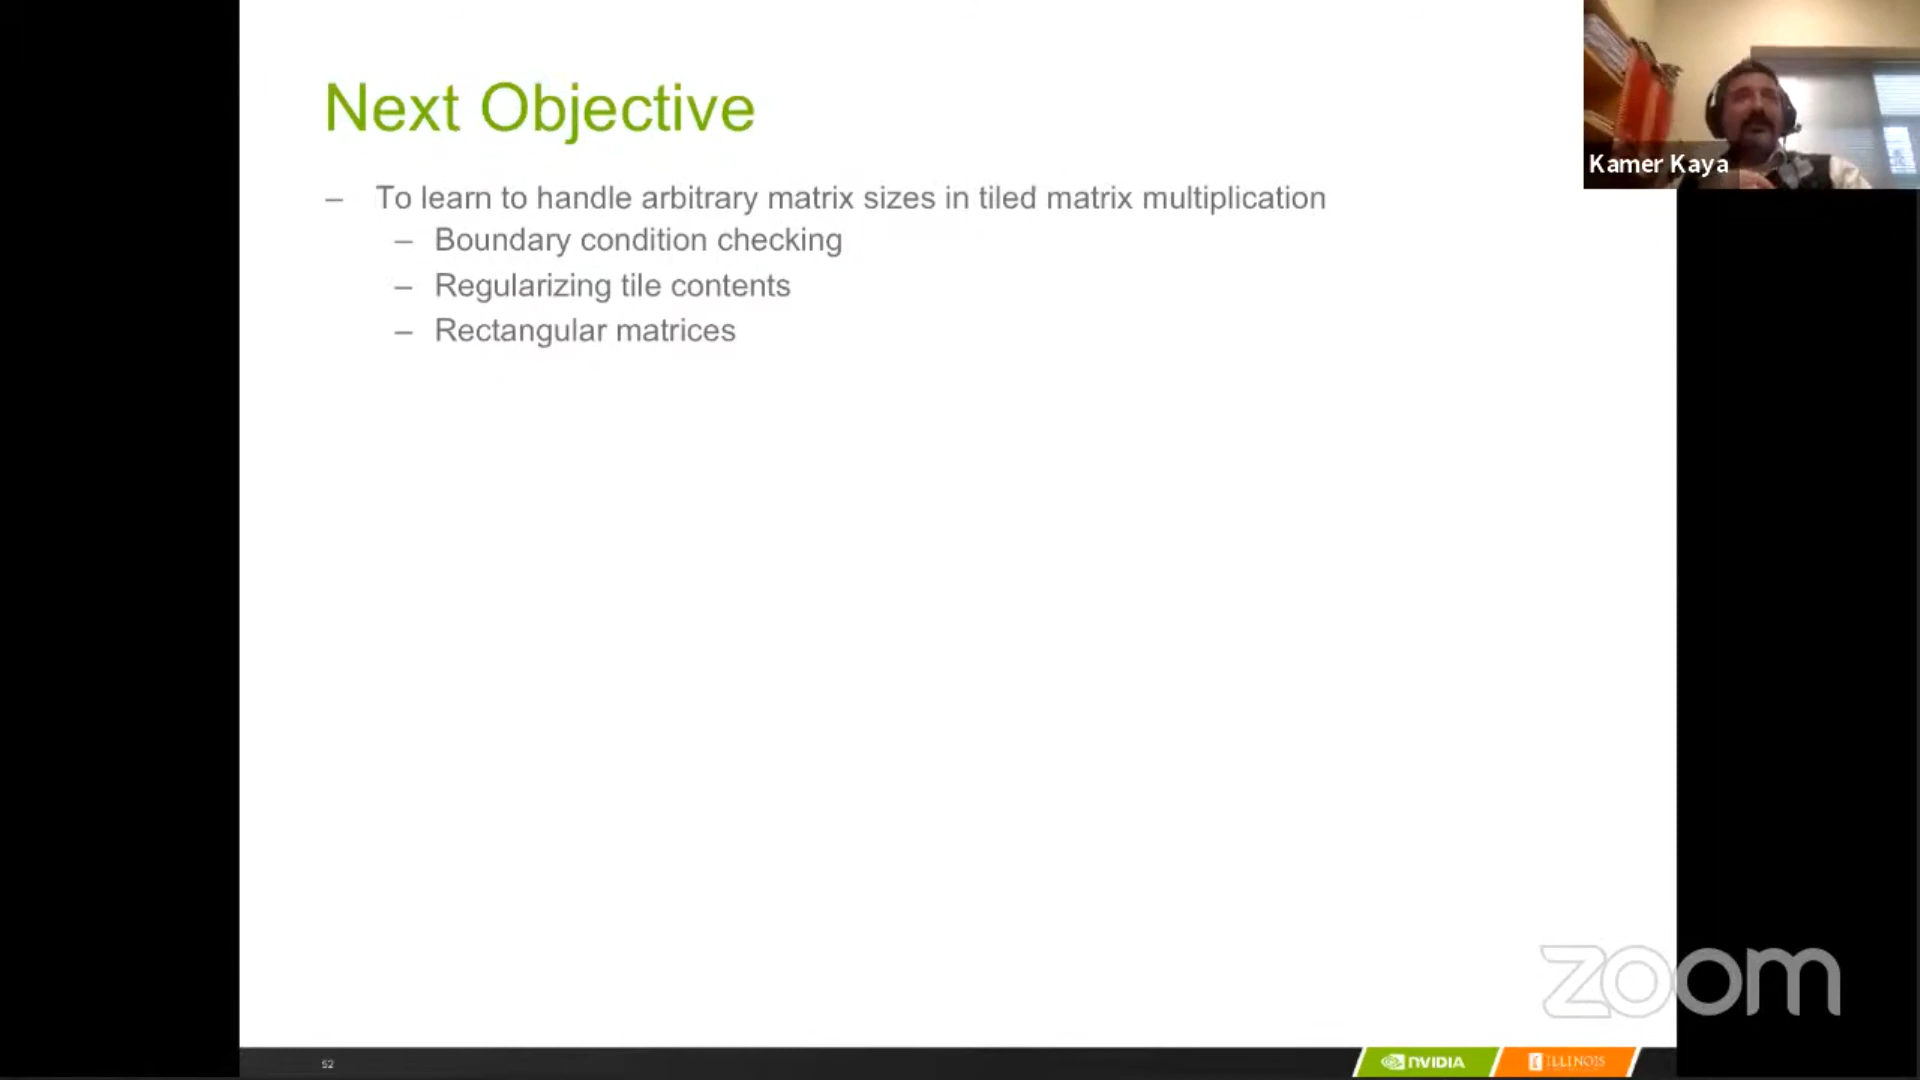 Next Objective
Kamer Kaya
– To learn to handle arbitrary matrix sizes in tiled matrix multiplication
– Boundary condition checking
– Regularizing tile contents
– Rectangular matrices
zoom
52
NVIDIA
I ILLINOIS